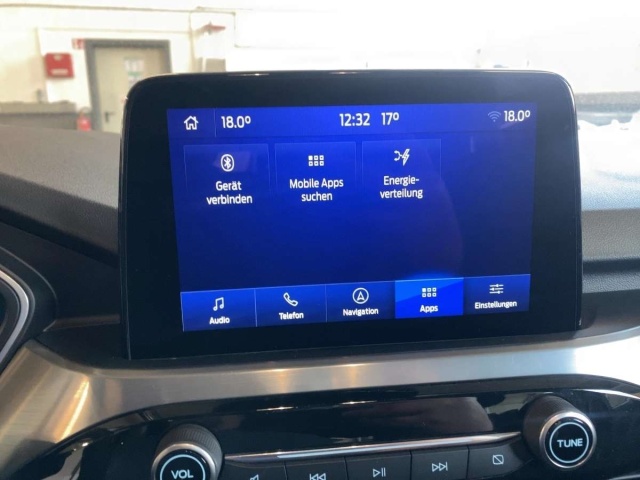 18.0° 12:32 17° 18.0°
Gerät
verbinden
Mobile Apps
suchen
Energie-
verteilung
Audio Telefon Navigation Apps Einstellungen
VOL TUNE